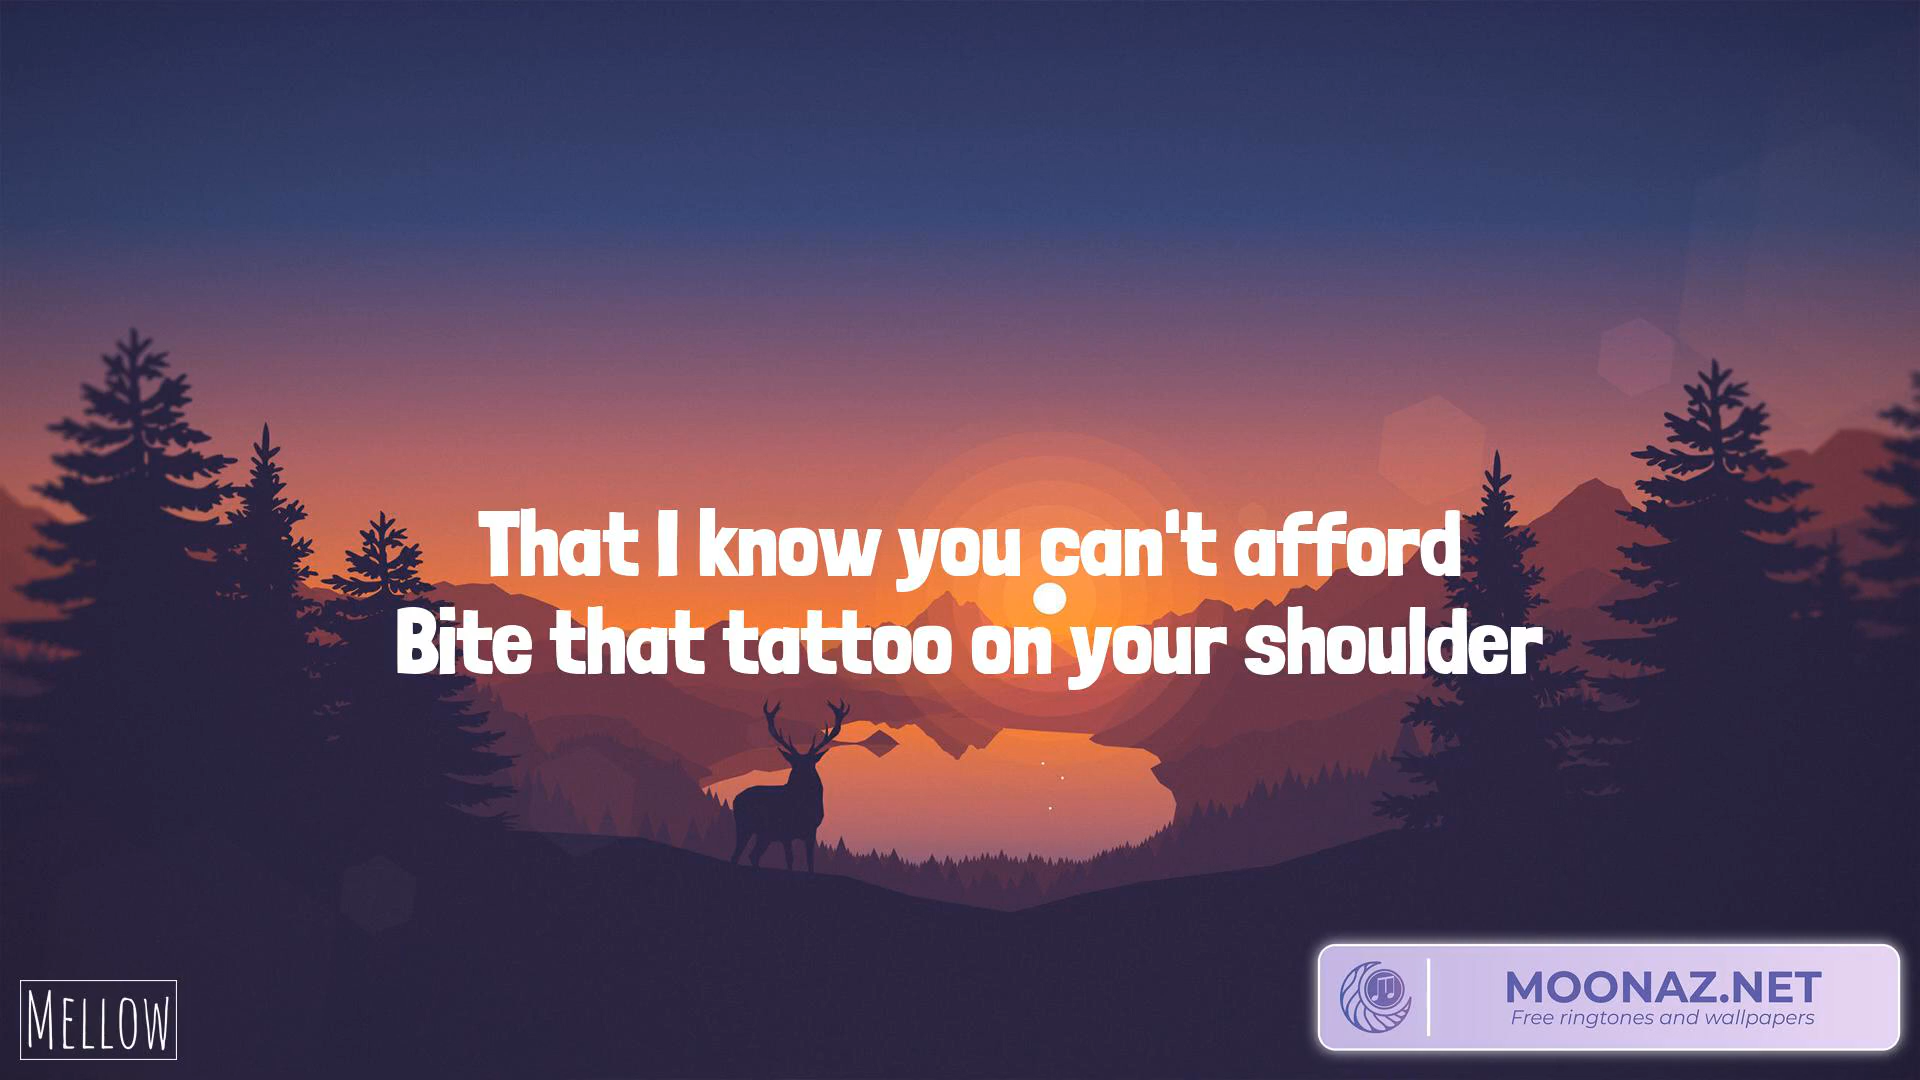 That I know you can't afford
Bite that tattoo on your shoulder
MELLOW
MOONAZ.NET
Free ringtones and wallpapers